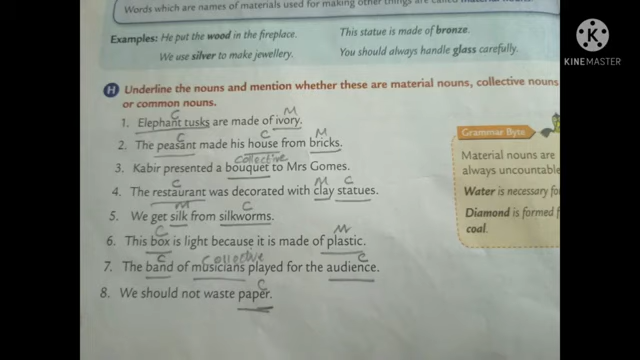 Words which are names of materials used for making other things are called material
KINEMASTER
Examples: He put the wood in the fireplace. This statue is made of bronze.
We use silver to make jewellery. You should always handle glass carefully.
H Underline the nouns and mention whether these are material nouns, collective nouns
or common nouns.
C M
1. Elephant tusks are made of ivory.
C C M
2. The peasant made his house from bricks.
Collective
3. Kabir presented a bouquet to Mrs Gomes.
C M C
4. The restaurant was decorated with clay statues.
M C
5. We get silk from silkworms.
C M
6. This box is light because it is made of plastic.
C Collective C
7. The band of musicians played for the audience.
C
8. We should not waste paper.
Grammar Byte
Material nouns are
always uncountable
Water is necessary fo
Diamond is formed f
coal.